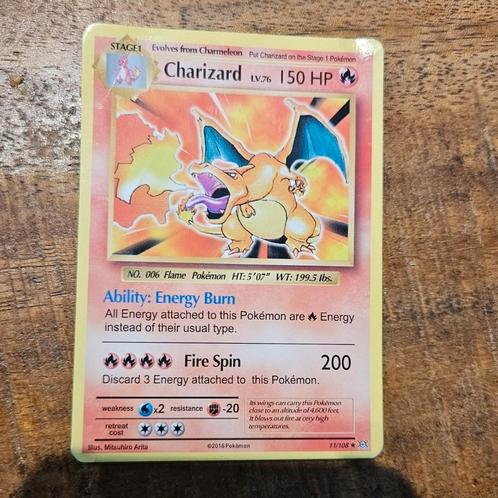 STAGE1 Evolves from Charmeleon Put Charizard on the Stage 1 Pokémon
Charizard LV.76 150 HP
NO. 006 Flame Pokémon HT: 5'07" WT: 199.5 lbs.
Ability: Energy Burn
All Energy attached to this Pokémon are Energy
instead of their usual type.
Fire Spin 200
Discard 3 Energy attached to this Pokémon.
weakness x2 resistance -20
retreat
cost
Its wings can carry this Pokémon
close to an altitude of 4,600 feet.
It blows out fire at very high
temperatures.
Illus. Mitsuhiro Arita ©2016 Pokémon 11/108 ★